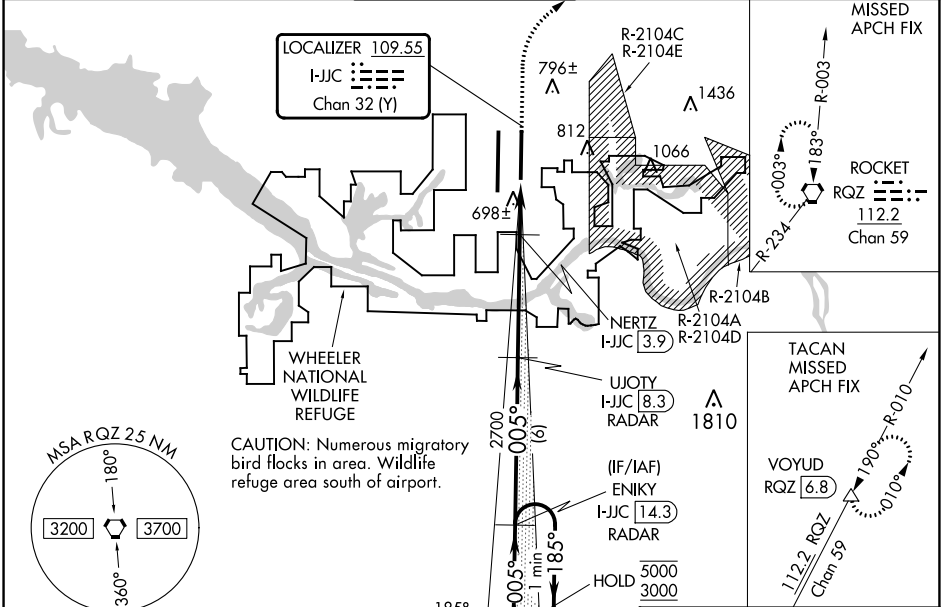 MISSED
APCH FIX
R-003
183°
003°
ROCKET
RQZ
112.2
Chan 59
R-234
LOCALIZER 109.55
I-JJC
Chan 32 (Y)
R-2104C
R-2104E
796±
1436
812
1066
698±
R-2104B
R-2104A
R-2104D
NERTZ
I-JJC 3.9
WHEELER
NATIONAL
WILDLIFE
REFUGE
UJOTY
I-JJC 8.3
RADAR
1810
2700
005°
(6)
CAUTION: Numerous migratory
bird flocks in area. Wildlife
refuge area south of airport.
(IF/IAF)
ENIKY
I-JJC 14.3
RADAR
005°
1 min
185°
HOLD 5000
3000
MSA RQZ 25 NM
180°
3200
3700
360°
TACAN
MISSED
APCH FIX
R-010
190°
010°
VOYUD
RQZ 6.8
112.2 RQZ
Chan 59